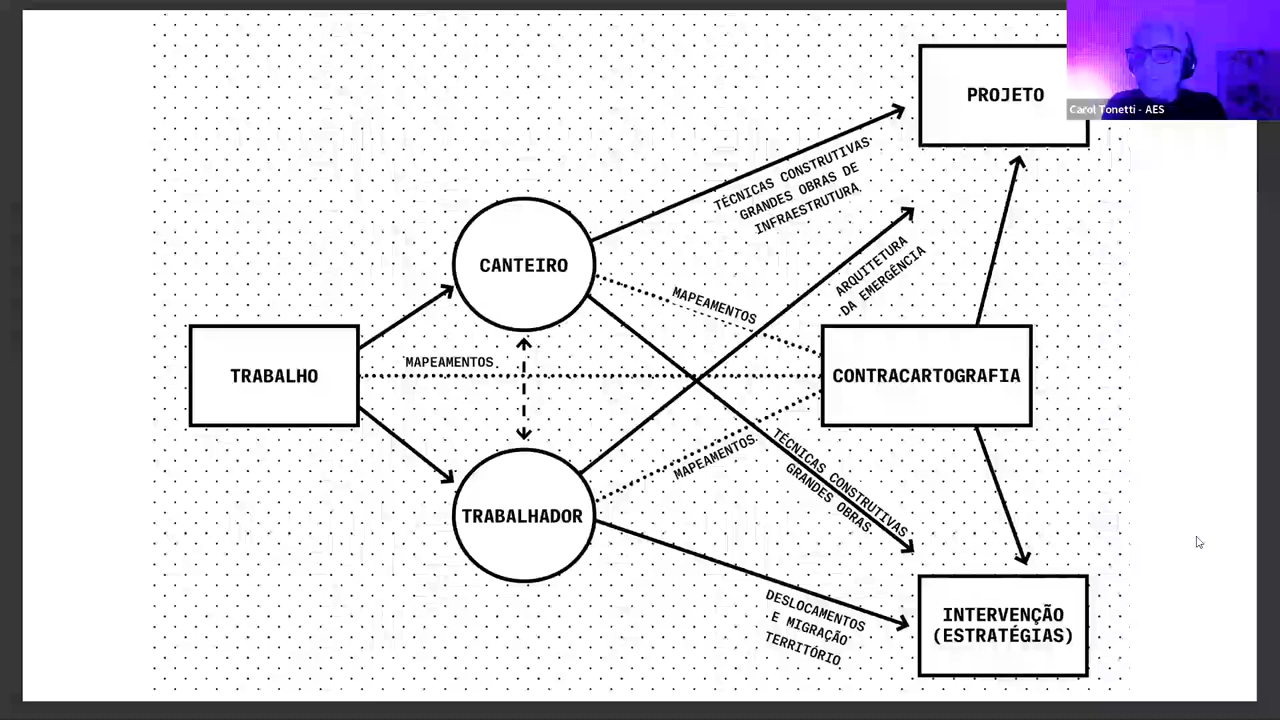 PROJETO
Carol Tonetti - AES
TÉCNICAS CONSTRUTIVAS
GRANDES OBRAS DE
INFRAESTRUTURA
CANTEIRO
ARQUITETURA
DA EMERGÊNCIA
MAPEAMENTOS
TRABALHO
MAPEAMENTOS
CONTRACARTOGRAFIA
MAPEAMENTOS
TÉCNICAS CONSTRUTIVAS
GRANDES OBRAS
TRABALHADOR
DESLOCAMENTOS
E MIGRAÇÃO
TERRITÓRIO
INTERVENÇÃO
(ESTRATÉGIAS)